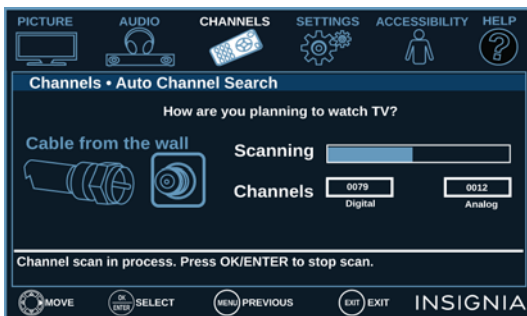 PICTURE AUDIO CHANNELS SETTINGS ACCESSIBILITY HELP
?
Channels • Auto Channel Search
How are you planning to watch TV?
Cable from the wall
Scanning
Channels 0079 0012
Digital Analog
Channel scan in process. Press OK/ENTER to stop scan.
MOVE OK ENTER SELECT MENU PREVIOUS EXIT EXIT INSIGNIA